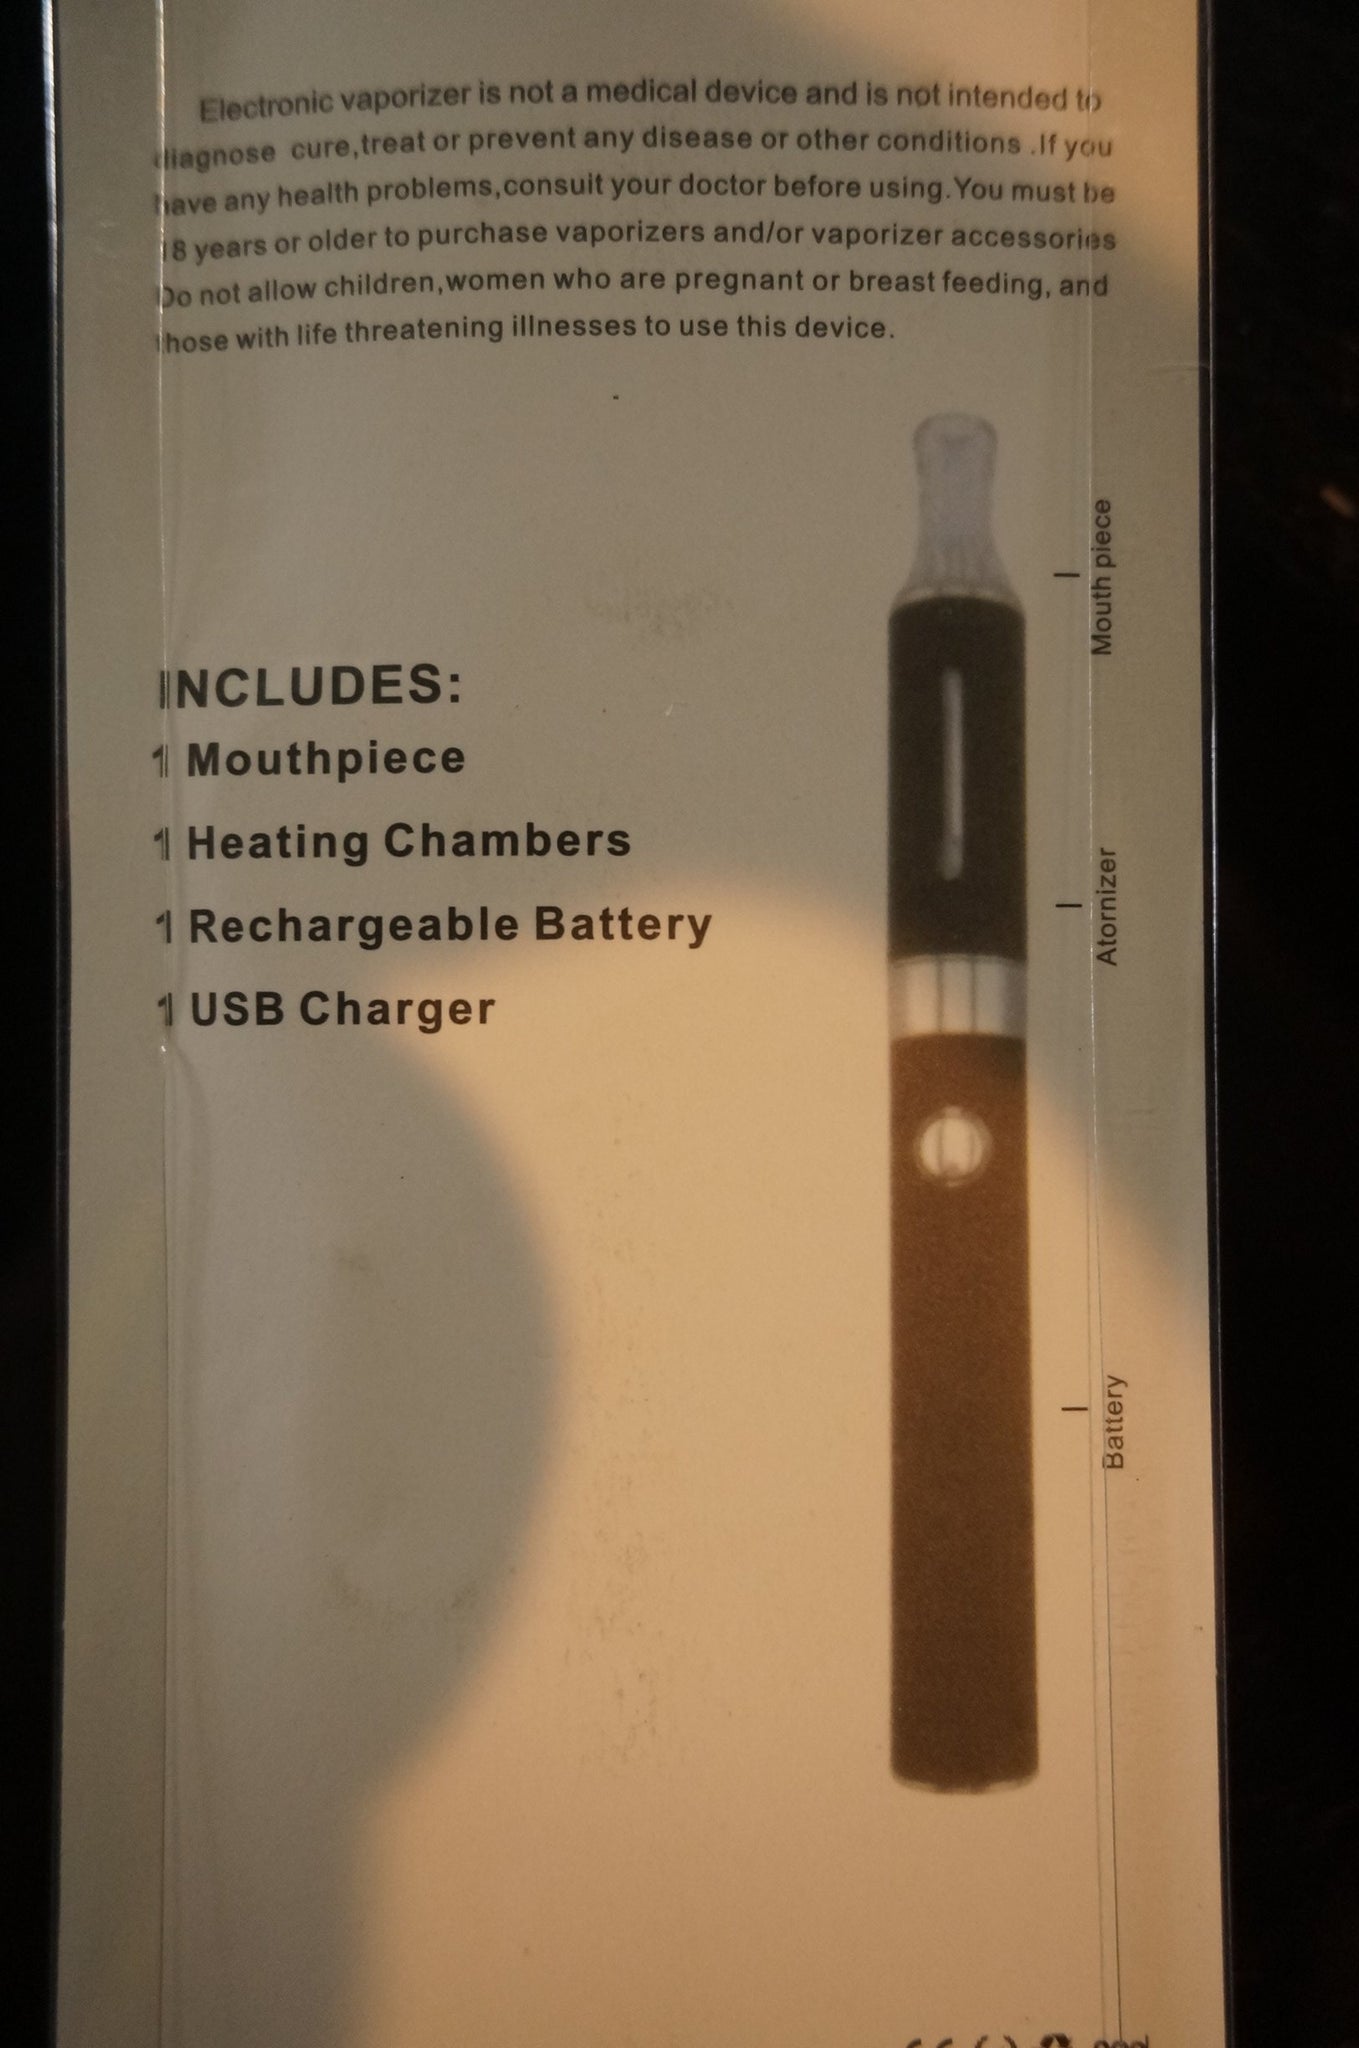 Electronic vaporizer is not a medical device and is not intended to
diagnose cure,treat or prevent any disease or other conditions .If you
have any health problems,consuit your doctor before using.You must be
18 years or older to purchase vaporizers and/or vaporizer accessories
Do not allow children,women who are pregnant or breast feeding, and
those with life threatening illnesses to use this device.
INCLUDES:
1 Mouthpiece
1 Heating Chambers
1 Rechargeable Battery
1 USB Charger
Mouth piece
Atornizer
Battery